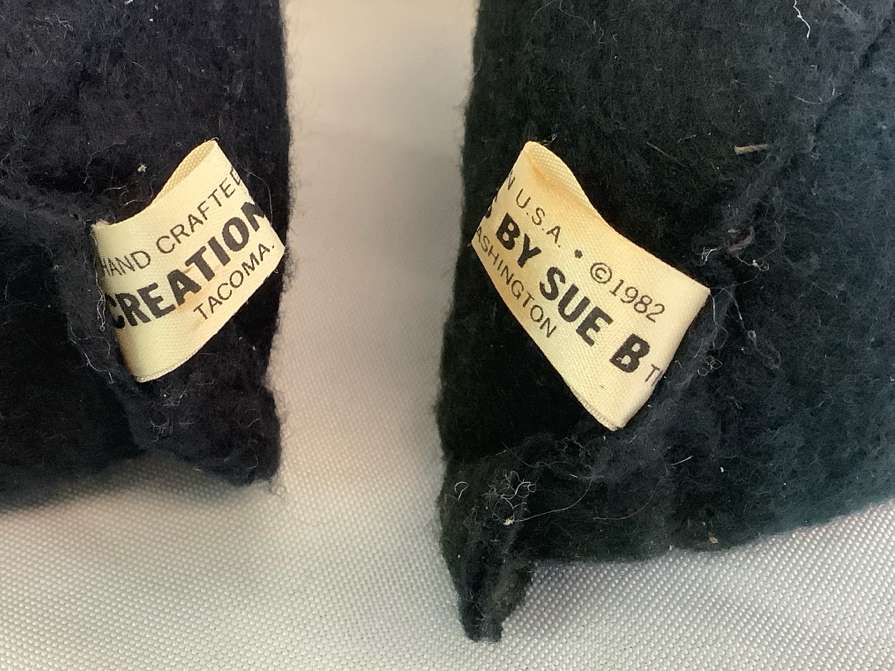 HAND CRAFTED
CREATION
TACOMA.
N U.S.A. • ©1982
S BY SUE B T
ASHINGTON